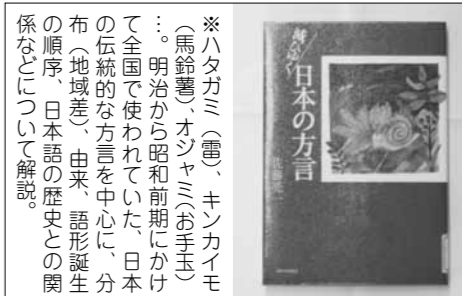 ※ハタガミ（雷）、キンカイモ
（馬鈴薯）、オジャミ（お手玉）
…。明治から昭和前期にかけ
て全国で使われていた、日本
の伝統的な方言を中心に、分
布（地域差）、由来、語形誕生
の順序、日本語の歴史との関
係などについて解説。
日本の方言